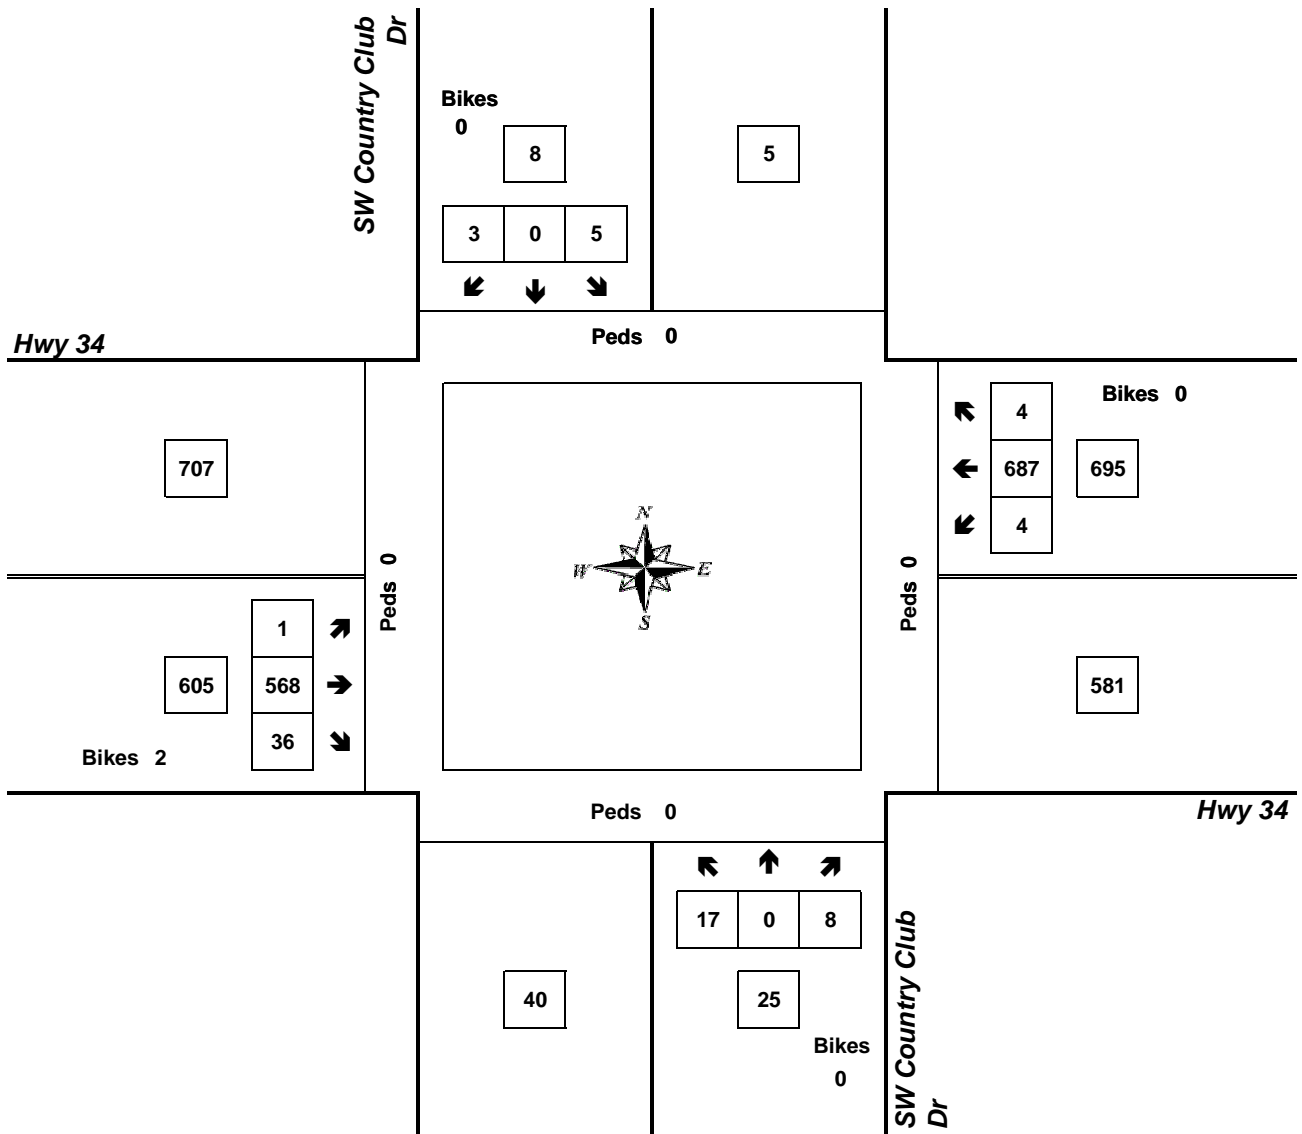 SW Country Club
Dr
Bikes
0
8
5
3 0 5
Peds 0
Hwy 34
4
Bikes 0
707
687 695
4
N
W E
S
Peds 0
Peds 0
1
605 568
581
36
Bikes 2
Peds 0
Hwy 34
17 0 8
40
25
Bikes
0
SW Country Club
Dr